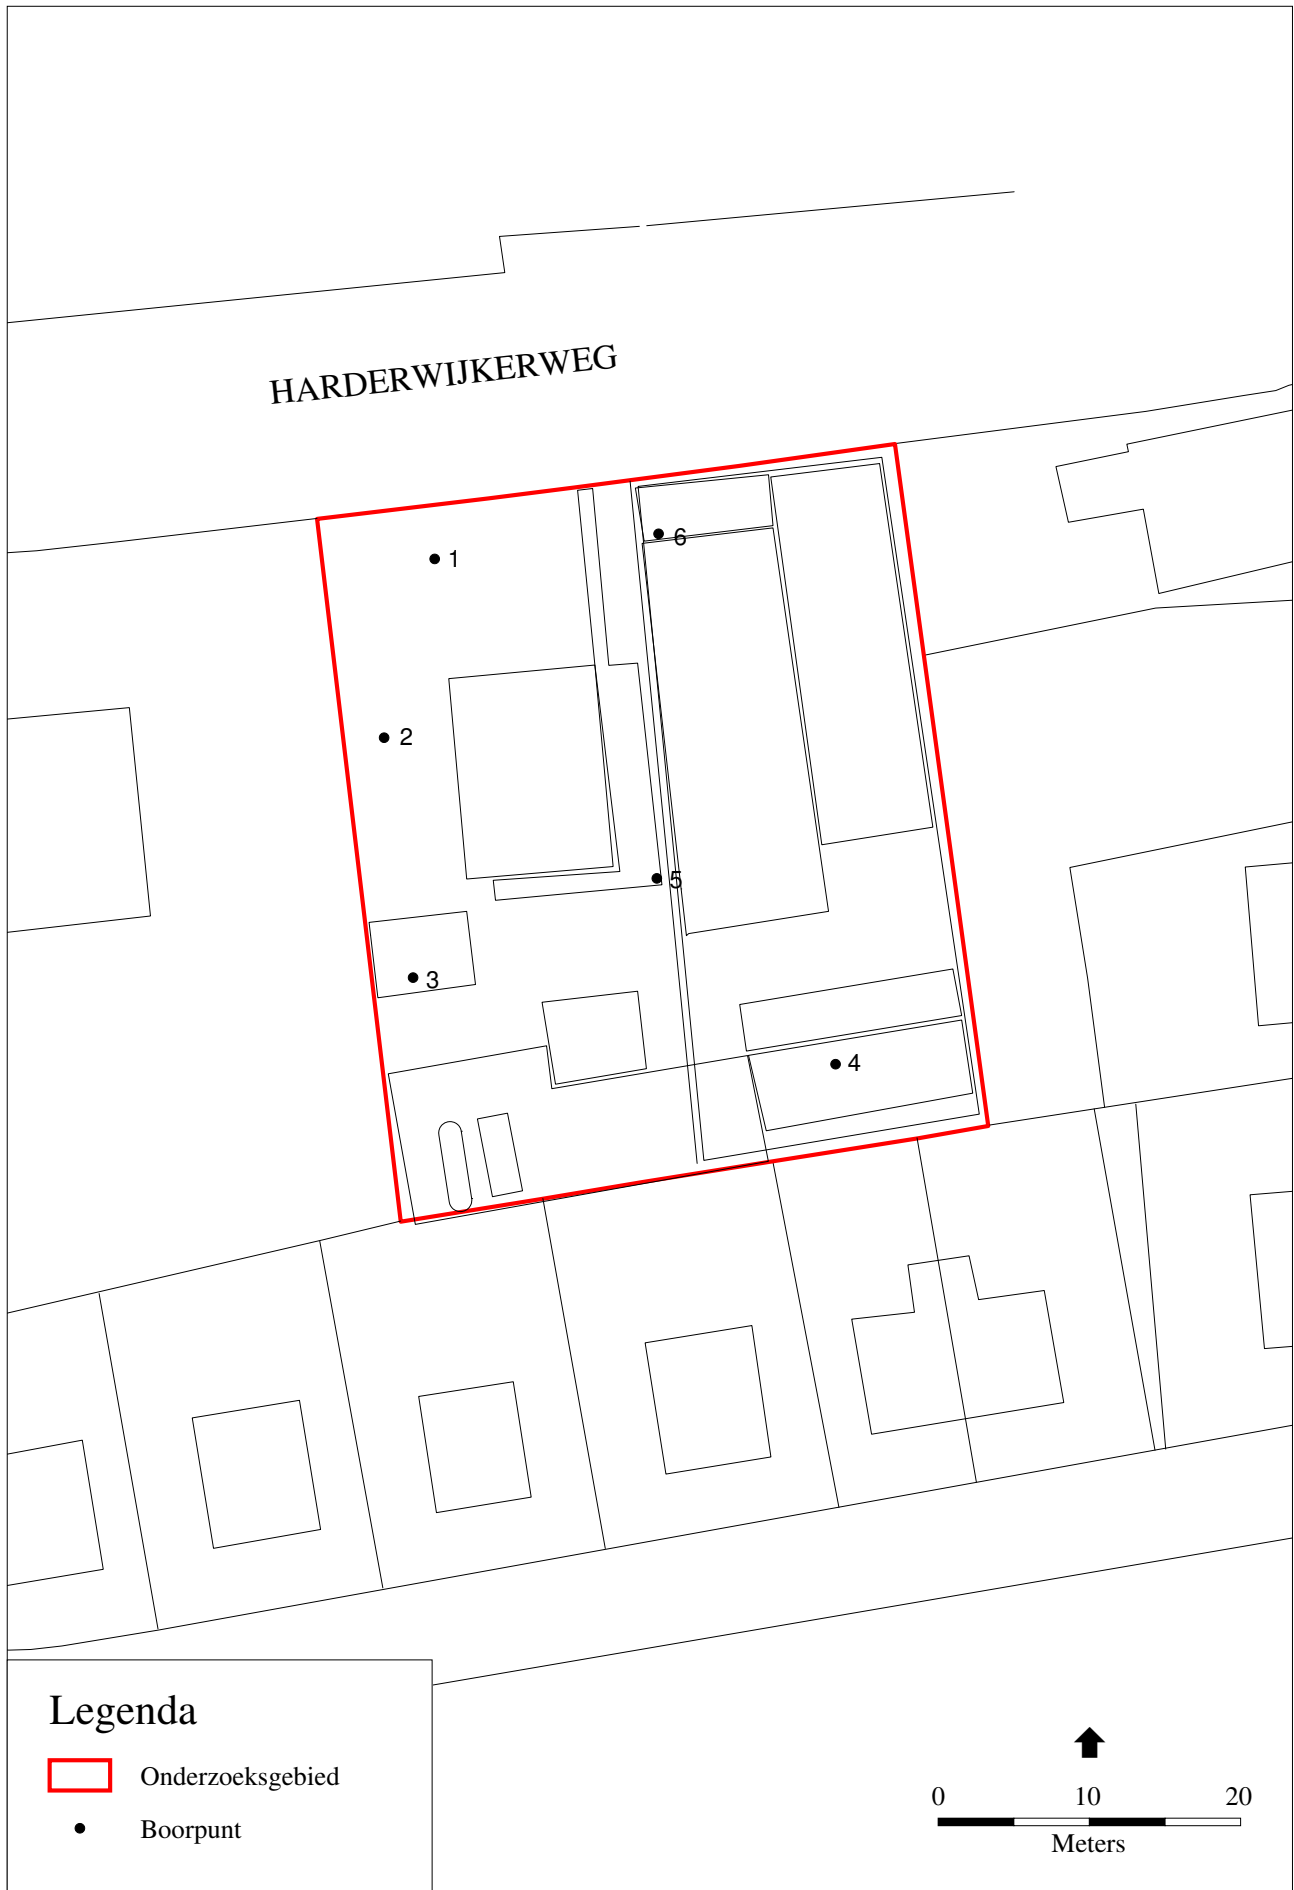 HARDERWIJKERWEG
6
1
2
5
3
4
Legenda
Onderzoeksgebied
Boorpunt
0 10 20
Meters